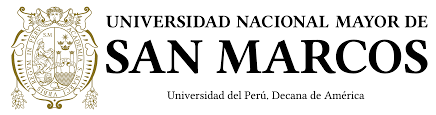 UNIVERSIDAD NACIONAL MAYOR DE
SAN MARCOS
Universidad del Perú, Decana de América